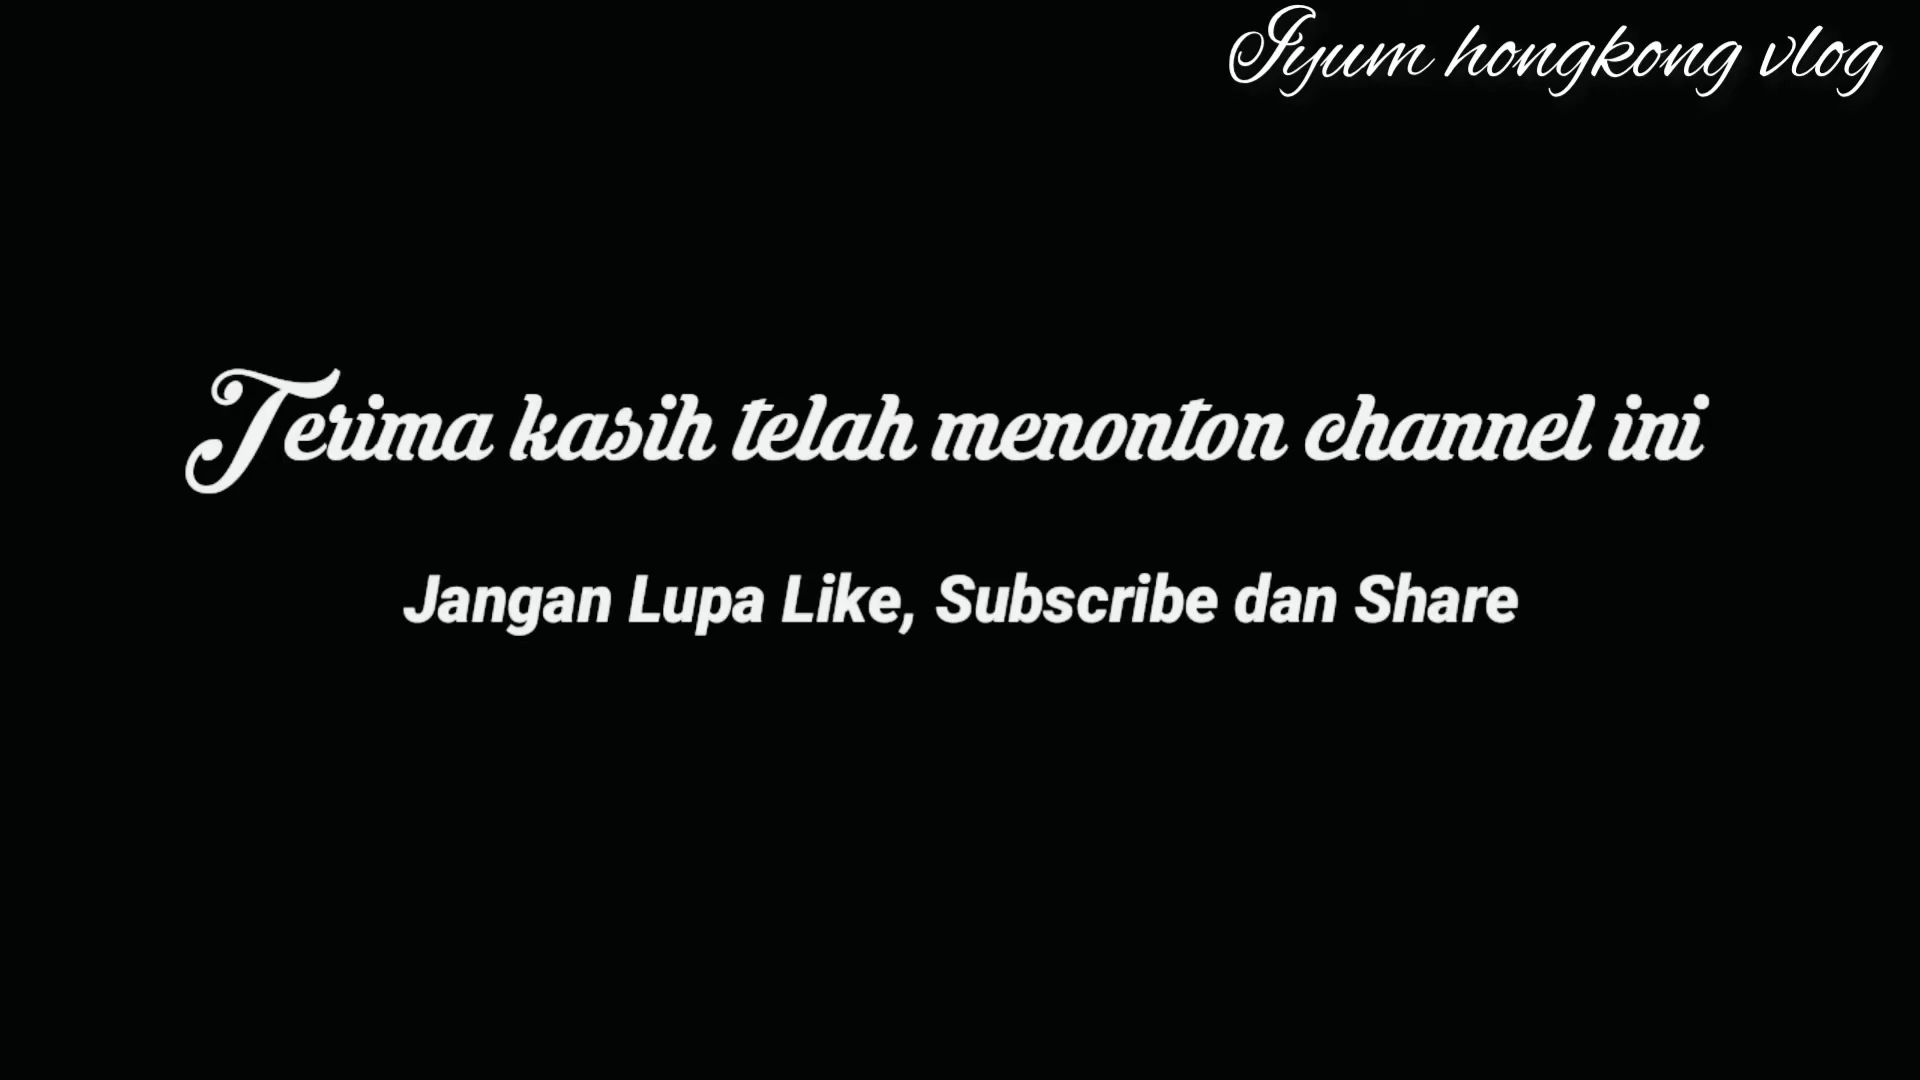 Iyum hongkong vlog
Terima kasih telah menonton channel ini
Jangan Lupa Like, Subscribe dan Share